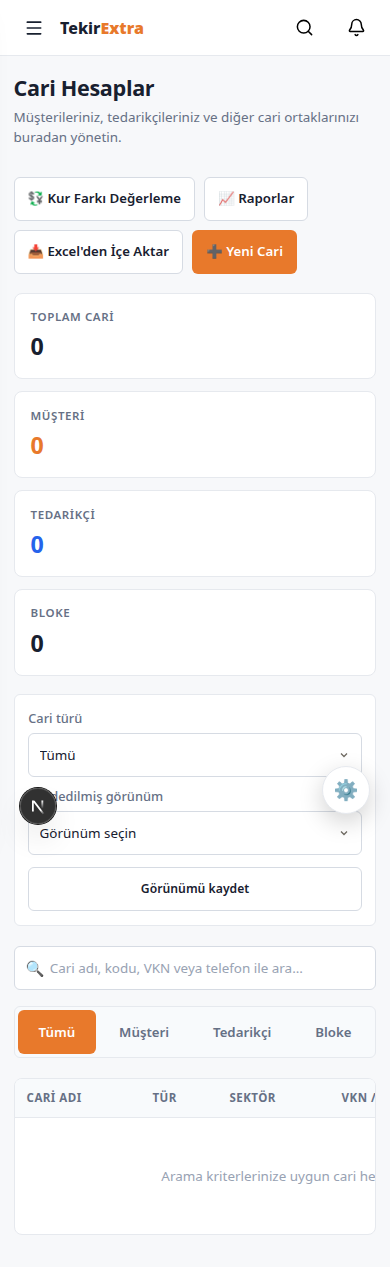 TekirExtra
Cari Hesaplar
Müşterileriniz, tedarikçileriniz ve diğer cari ortaklarınızı
buradan yönetin.
💱 Kur Farkı Değerleme
📈 Raporlar
📥 Excel'den İçe Aktar
➕ Yeni Cari
TOPLAM CARİ
0
MÜŞTERİ
0
TEDARİKÇİ
0
BLOKE
0
Cari türü
Tümü
dedilmiş görünüm
Görünüm seçin
Görünümü kaydet
🔍 Cari adı, kodu, VKN veya telefon ile ara...
Tümü Müşteri Tedarikçi Bloke
CARİ ADI TÜR SEKTÖR VKN /
Arama kriterlerinize uygun cari he